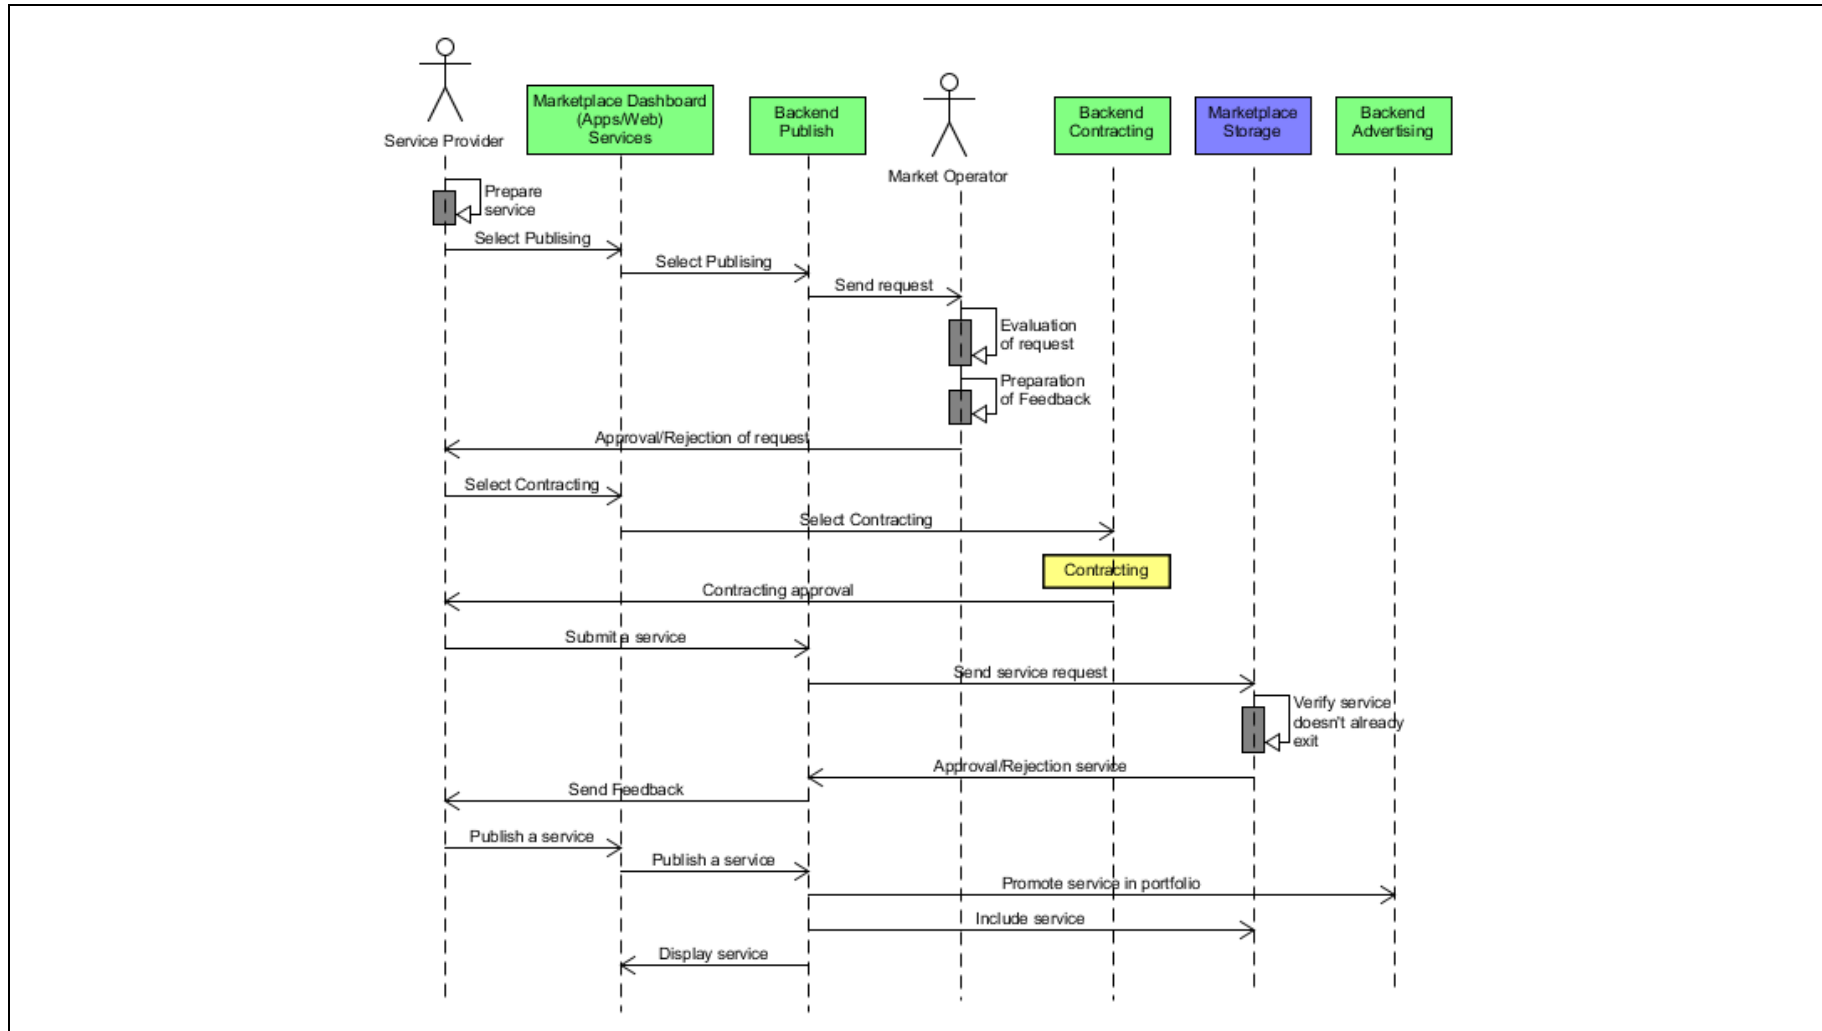 Service Provider
Marketplace Dashboard
(Apps/Web)
Services
Backend
Publish
Market Operator
Backend
Contracting
Marketplace
Storage
Backend
Advertising
Prepare
service
Select Publising
Select Publising
Send request
Evaluation
of request
Preparation
of Feedback
Approval/Rejection of request
Select Contracting
Select Contracting
Contracting
Contracting approval
Submit a service
Send service request
Verify service
doesn't already
exit
Approval/Rejection service
Send Feedback
Publish a service
Publish a service
Promote service in portfolio
Include service
Display service